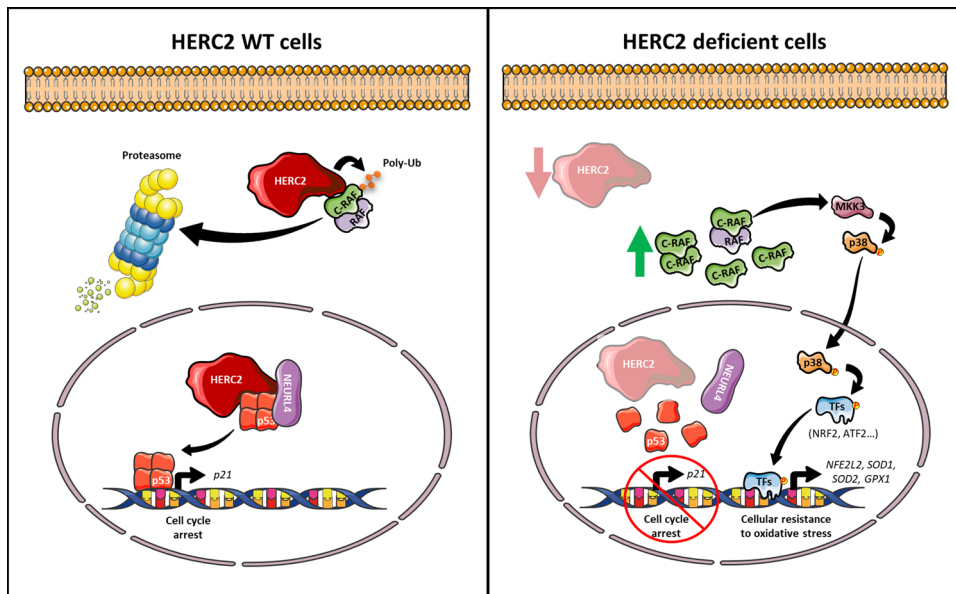 HERC2 WT cells
Proteasome
HERC2
Poly-Ub
C-RAF
RAF
HERC2
NEURL4
p53
p53
p21
Cell cycle
arrest
HERC2 deficient cells
HERC2
C-RAF
RAF
C-RAF
C-RAF
C-RAF
C-RAF
MKK3
p38
P
HERC2
NEURL4
p53
p38
P
TFs
P
(NRF2, ATF2...)
p21
TFs
P
NFE2L2, SOD1,
SOD2, GPX1
Cell cycle
arrest
Cellular resistance
to oxidative stress